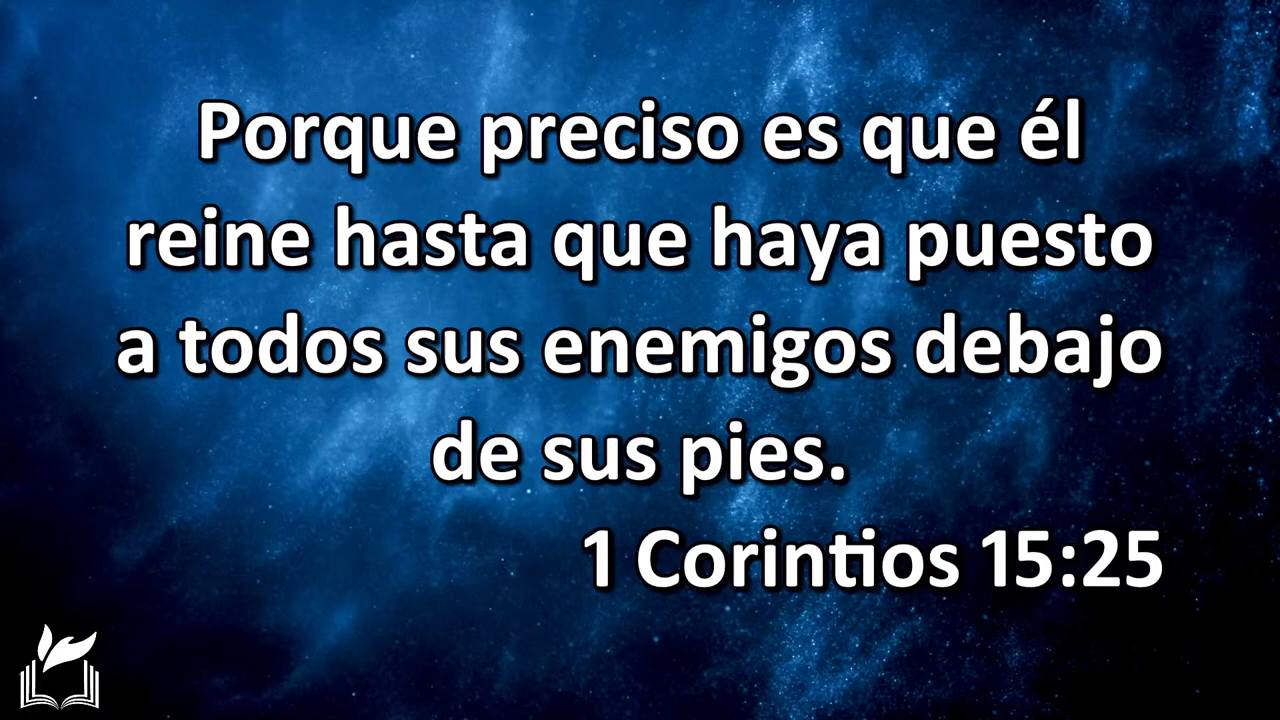 Porque preciso es que él
reine hasta que haya puesto
a todos sus enemigos debajo
de sus pies.
1 Corintios 15:25